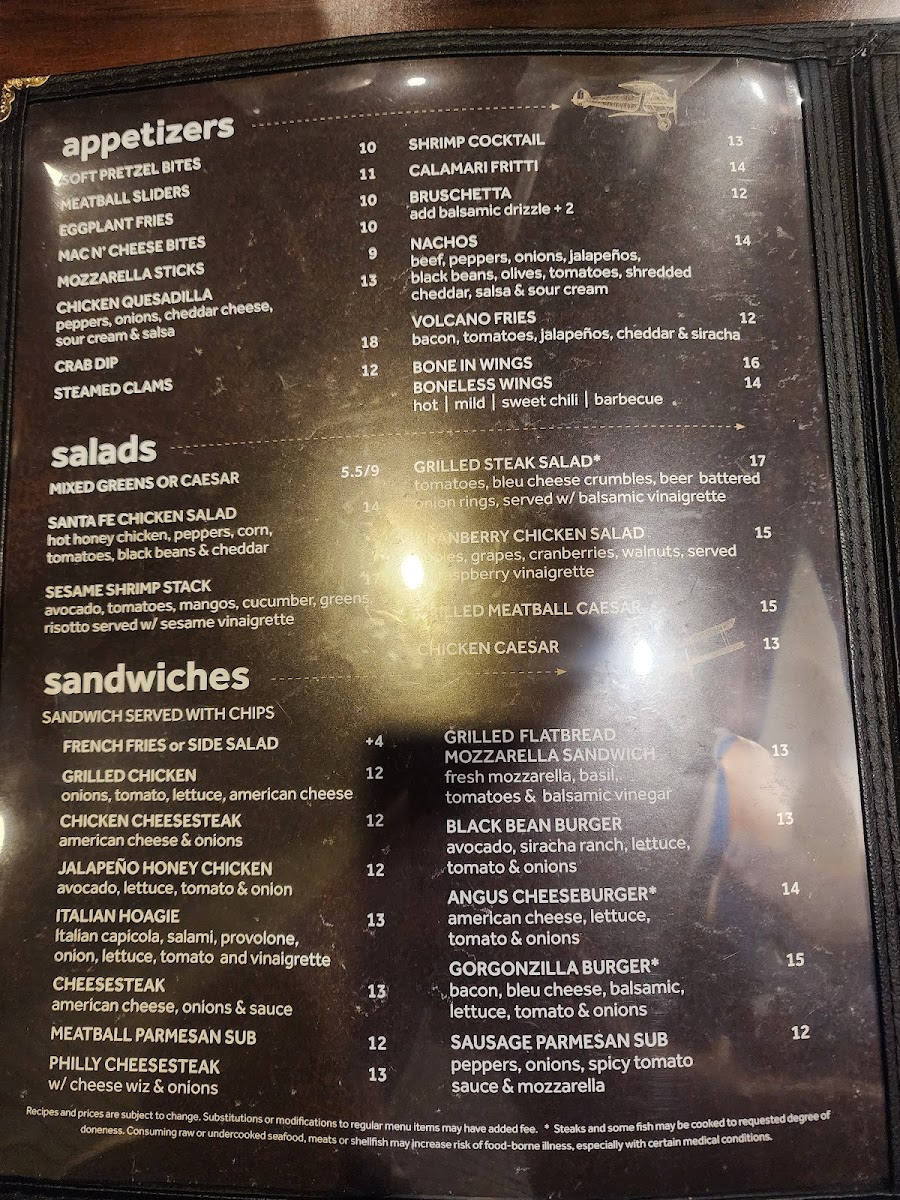 appetizers
SOFT PRETZEL BITES 10
MEATBALL SLIDERS 11
EGGPLANT FRIES 10
MAC N' CHEESE BITES 10
MOZZARELLA STICKS 9
CHICKEN QUESADILLA 13
peppers, onions, cheddar cheese,
sour cream & salsa
CRAB DIP 18
STEAMED CLAMS 12
SHRIMP COCKTAIL 13
CALAMARI FRITTI 14
BRUSCHETTA 12
add balsamic drizzle + 2
NACHOS 14
beef, peppers, onions, jalapeños,
black beans, olives, tomatoes, shredded
cheddar, salsa & sour cream
VOLCANO FRIES 12
bacon, tomatoes, jalapeños, cheddar & siracha
BONE IN WINGS 16
BONELESS WINGS 14
hot | mild | sweet chili | barbecue
salads
MIXED GREENS OR CAESAR 5.5/9
SANTA FE CHICKEN SALAD 14
hot honey chicken, peppers, corn,
tomatoes, black beans & cheddar
SESAME SHRIMP STACK 17
avocado, tomatoes, mangos, cucumber, greens,
risotto served w/ sesame vinaigrette
GRILLED STEAK SALAD* 17
tomatoes, bleu cheese crumbles, beer battered
onion rings, served w/ balsamic vinaigrette
CRANBERRY CHICKEN SALAD 15
apples, grapes, cranberries, walnuts, served
raspberry vinaigrette
GRILLED MEATBALL CAESAR 15
CHICKEN CAESAR 13
sandwiches
SANDWICH SERVED WITH CHIPS
FRENCH FRIES or SIDE SALAD +4
GRILLED CHICKEN 12
onions, tomato, lettuce, american cheese
CHICKEN CHEESESTEAK 12
american cheese & onions
JALAPEÑO HONEY CHICKEN 12
avocado, lettuce, tomato & onion
ITALIAN HOAGIE 13
Italian capicola, salami, provolone,
onion, lettuce, tomato and vinaigrette
CHEESESTEAK 13
american cheese, onions & sauce
MEATBALL PARMESAN SUB 12
PHILLY CHEESESTEAK 13
w/ cheese wiz & onions
GRILLED FLATBREAD
MOZZARELLA SANDWICH 13
fresh mozzarella, basil,
tomatoes & balsamic vinegar
BLACK BEAN BURGER 13
avocado, siracha ranch, lettuce,
tomato & onions
ANGUS CHEESEBURGER* 14
american cheese, lettuce,
tomato & onions
GORGONZILLA BURGER* 15
bacon, bleu cheese, balsamic,
lettuce, tomato & onions
SAUSAGE PARMESAN SUB 12
peppers, onions, spicy tomato
sauce & mozzarella
Recipes and prices are subject to change. Substitutions or modifications to regular menu items may have added fee. * Steaks and some fish may be cooked to requested degree of
doneness. Consuming raw or undercooked seafood, meats or shellfish may increase risk of food-borne illness, especially with certain medical conditions.